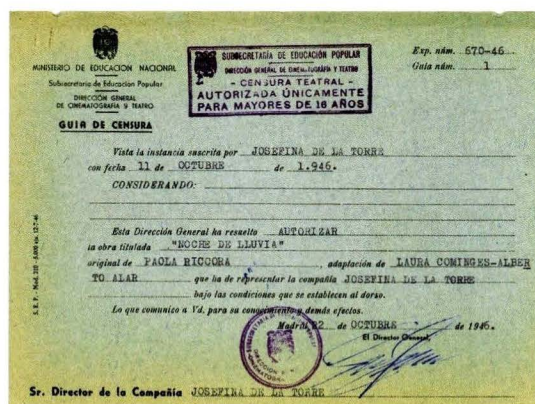 MINISTERIO DE EDUCACION NACIONAL
Subsecretaría de Educación Popular
DIRECCIÓN GENERAL
DE CINEMATOGRAFIA Y TEATRO
GUIA DE CENSURA
SUBSECRETARÍA DE EDUCACIÓN POPULAR
DIRECCIÓN GENERAL DE CINEMATOGRAFÍA Y TEATRO
- CENSURA TEATRAL -
AUTORIZADA ÚNICAMENTE
PARA MAYORES DE 16 AÑOS
Exp. núm. 670-46
Guía núm. 1
Vista la instancia suscrita por JOSEFINA DE LA TORRE
con fecha 11 de OCTUBRE de 1.946.
CONSIDERANDO:
Esta Dirección General ha resuelto AUTORIZAR
la obra titulada "NOCHE DE LLUVIA"
original de PAOLA RICCORA, adaptación de LAURA COMINGES-ALBER
TO ALAR que ha de representar la compañía JOSEFINA DE LA TORRE
bajo las condiciones que se establecen al dorso.
Lo que comunico a Vd. para su conocimiento y demás efectos.
Madrid, 22 de OCTUBRE de 1946.
El Director General,
Sr. Director de la Compañía JOSEFINA DE LA TORRE